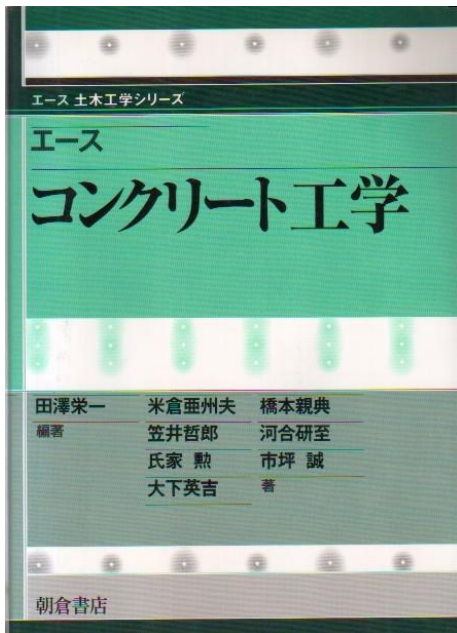 エース 土木工学シリーズ
エース
コンクリート工学
田澤栄一
編著
米倉亜州夫
笠井哲郎
氏家 勲
大下英吉
橋本親典
河合研至
市坪 誠
著
朝倉書店